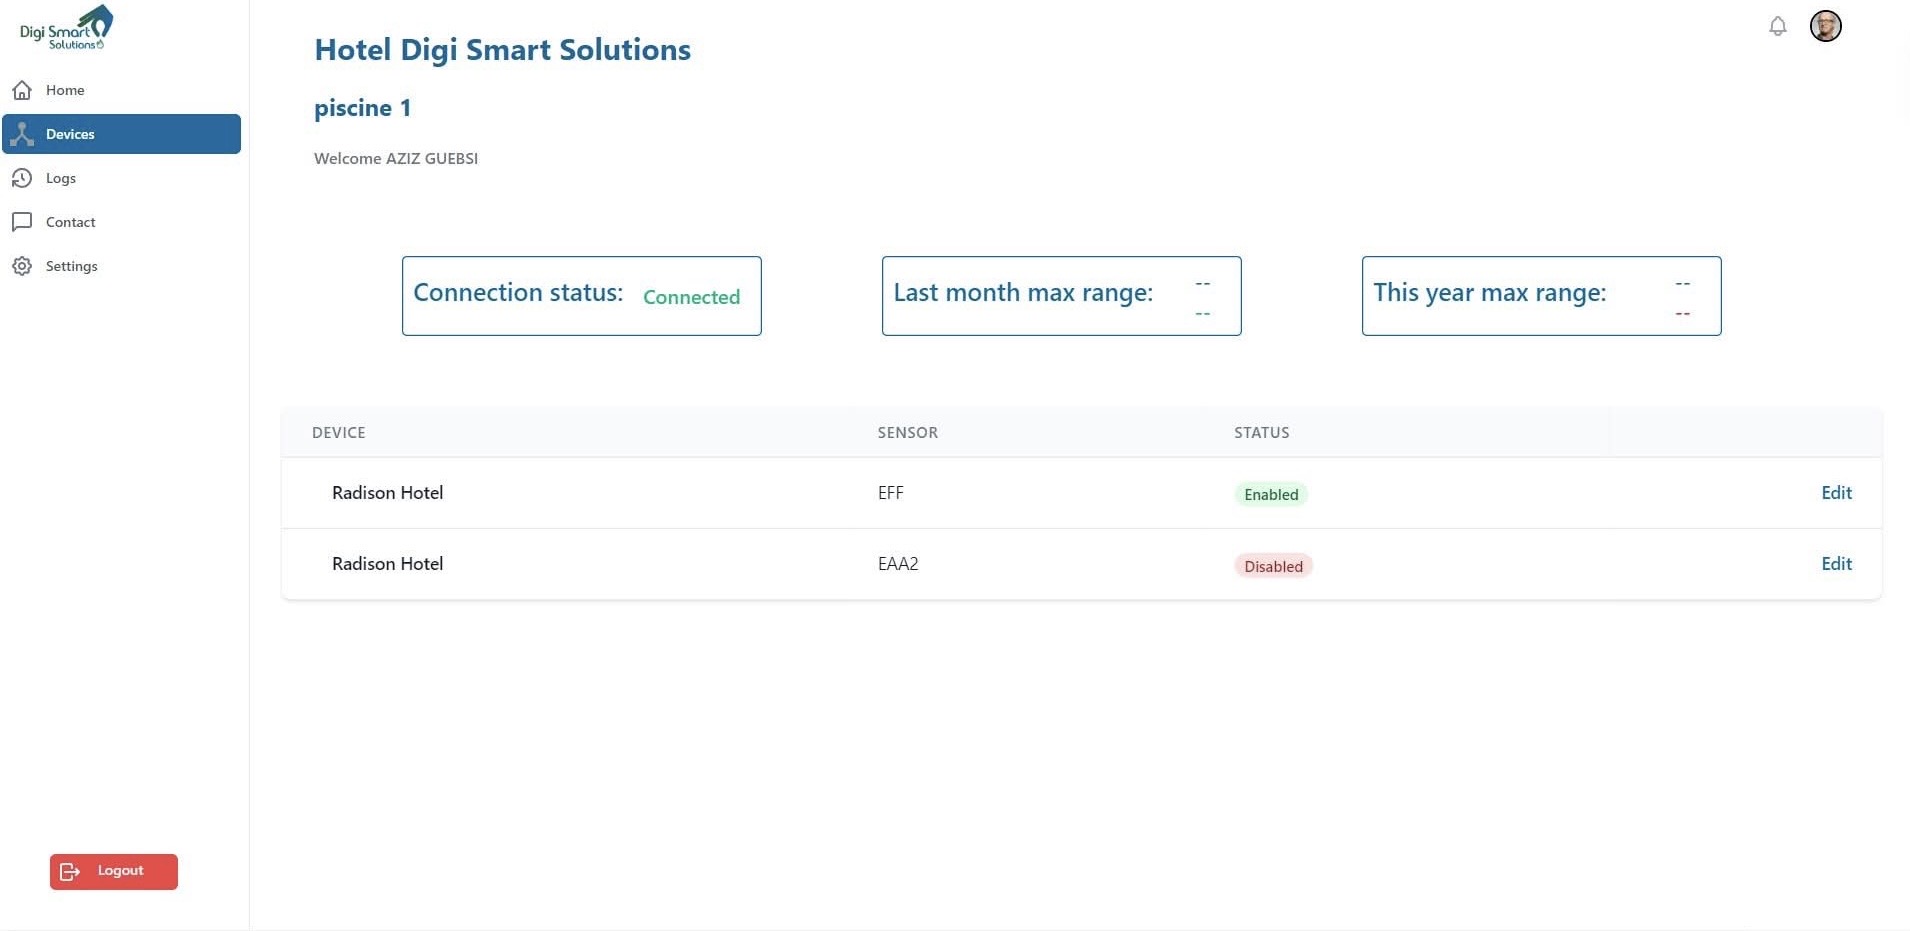 Digi Smart
Solutions
Home
Devices
Logs
Contact
Settings
Logout
Hotel Digi Smart Solutions
piscine 1
Welcome AZIZ GUEBSI
Connection status: Connected
Last month max range: --
--
This year max range: --
--
DEVICE SENSOR STATUS
Radison Hotel EFF Enabled Edit
Radison Hotel EAA2 Disabled Edit